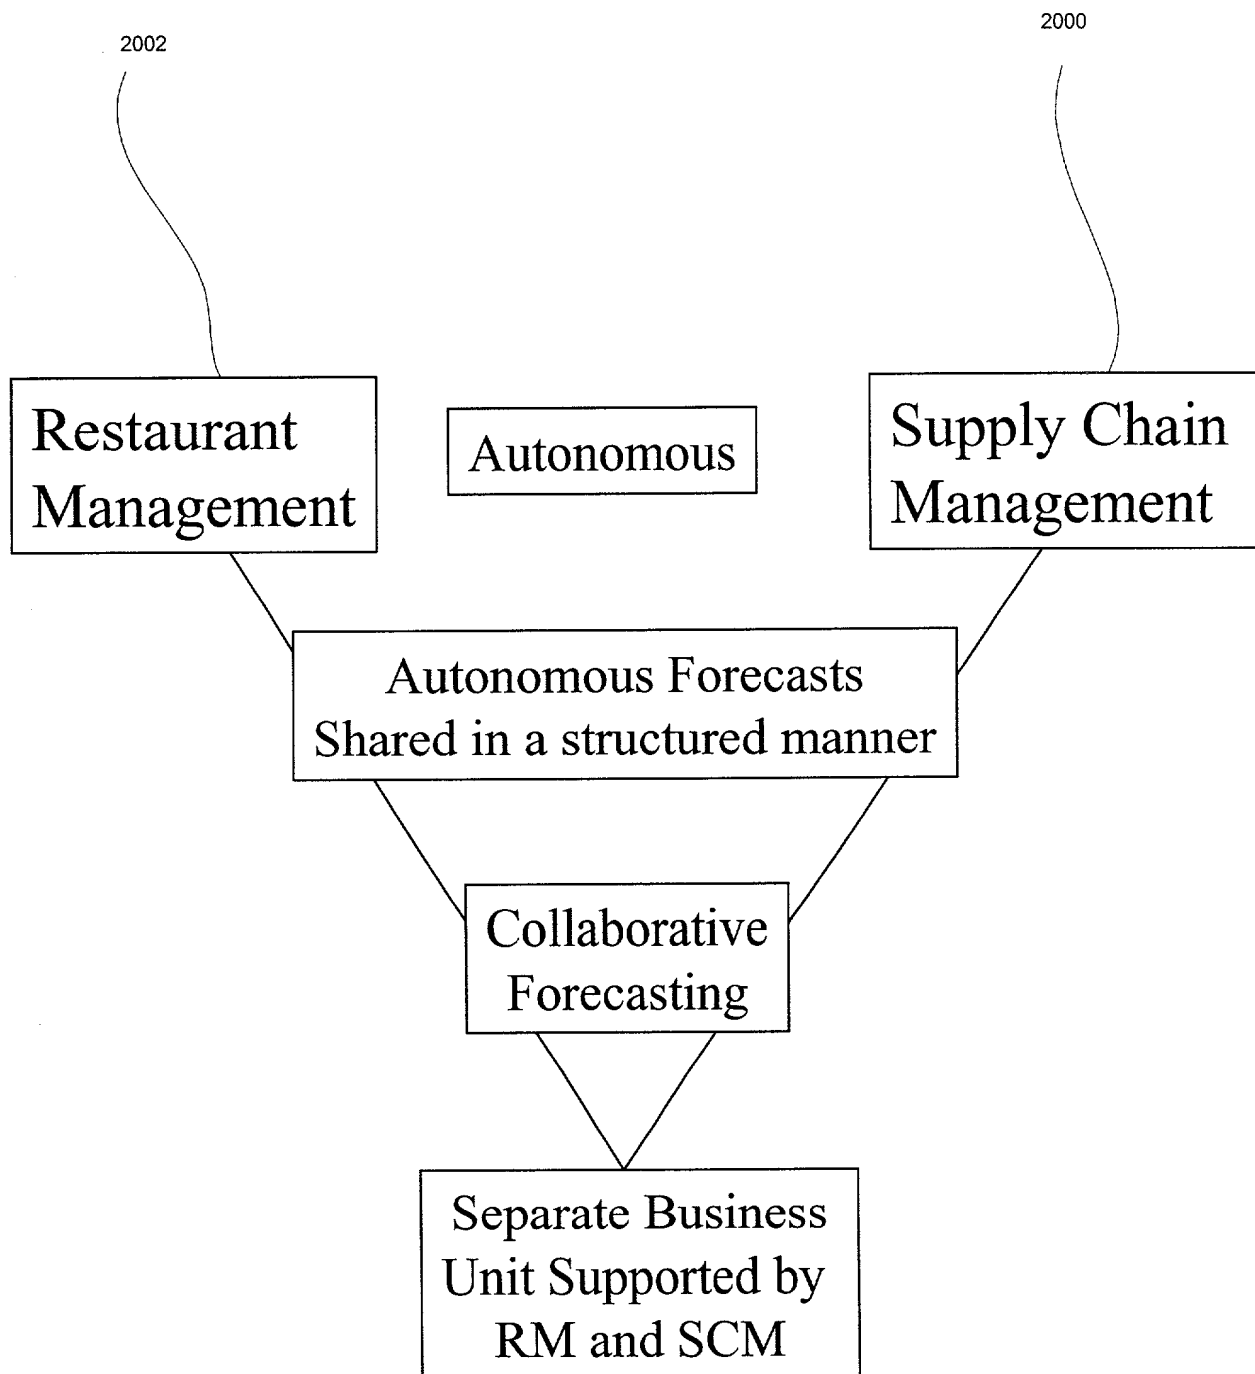 2002
2000
Restaurant
Management
Autonomous
Supply Chain
Management
Autonomous Forecasts
Shared in a structured manner
Collaborative
Forecasting
Separate Business
Unit Supported by
RM and SCM